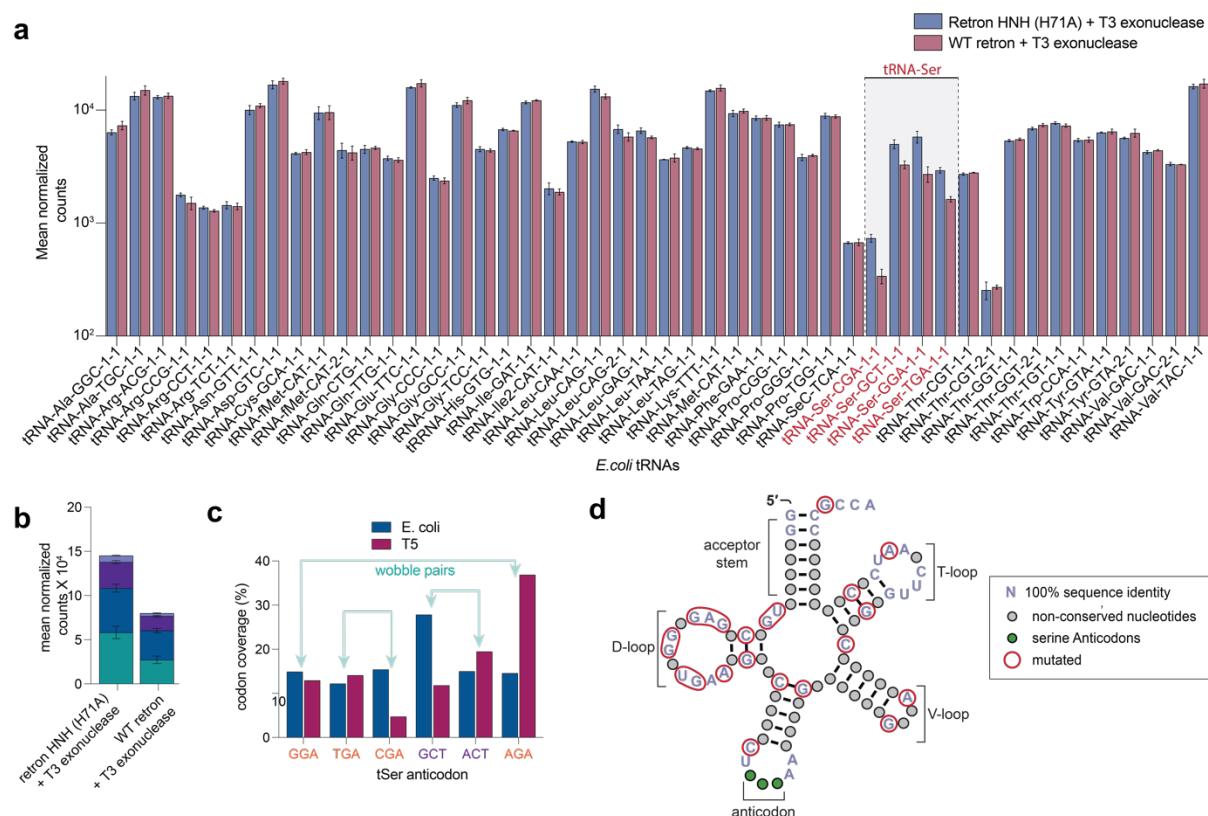 a
Retron HNH (H71A) + T3 exonuclease
WT retron + T3 exonuclease
tRNA-Ser
Mean normalized
counts
10⁴
10³
10²
tRNA-Ala-GGC-1-1
tRNA-Ala-TGC-1-1
tRNA-Arg-ACG-1-1
tRNA-Arg-CCG-1-1
tRNA-Arg-CCT-1-1
tRNA-Arg-TCT-1-1
tRNA-Asn-GTT-1-1
tRNA-Asp-GTC-1-1
tRNA-Cys-GCA-1-1
tRNA-fMet-CAT-1-1
tRNA-fMet-CAT-2-1
tRNA-Gln-CTG-1-1
tRNA-Gln-TTG-1-1
tRNA-Glu-TTC-1-1
tRNA-Gly-CCC-1-1
tRNA-Gly-GCC-1-1
tRNA-Gly-TCC-1-1
tRRNA-His-GTG-1-1
tRNA-Ile2-CAT-1-1
tRNA-Leu-CAA-1-1
tRNA-Leu-CAG-1-1
tRNA-Leu-CAG-2-1
tRNA-Leu-GAG-1-1
tRNA-Leu-TAA-1-1
tRNA-Leu-TAG-1-1
tRNA-Lys-TTT-1-1
tRNA-Met-CAT-1-1
tRNA-Phe-GAA-1-1
tRNA-Pro-CGG-1-1
tRNA-Pro-GGG-1-1
tRNA-Pro-TGG-1-1
tRNA-SeC-TCA-1-1
tRNA-Ser-CGA-1-1
tRNA-Ser-GCT-1-1
tRNA-Ser-GGA-1-1
tRNA-Ser-TGA-1-1
tRNA-Thr-CGT-1-1
tRNA-Thr-CGT-2-1
tRNA-Thr-GGT-1-1
tRNA-Thr-GGT-2-1
tRNA-Thr-TGT-1-1
tRNA-Trp-CCA-1-1
tRNA-Tyr-GTA-1-1
tRNA-Tyr-GTA-2-1
tRNA-Val-GAC-1-1
tRNA-Val-GAC-2-1
tRNA-Val-TAC-1-1
E.coli tRNAs
b
mean normalized
counts X 10⁴
20
15
10
5
0
retron HNH (H71A)
+ T3 exonuclease
WT retron
+ T3 exonuclease
c
E. coli
T5
wobble pairs
codon coverage (%)
40
30
20
10
0
10
GGA TGA CGA GCT ACT AGA
tSer anticodon
d
5′
G C G C C A
G C
acceptor
stem
T-loop
A A
U C
C C
G G U U
D-loop
G A G C G U
G
G
U G A A G
C G
C
V-loop
A
G
C
U
A
A
anticodon
N 100% sequence identity
non-conserved nucleotides
serine Anticodons
mutated